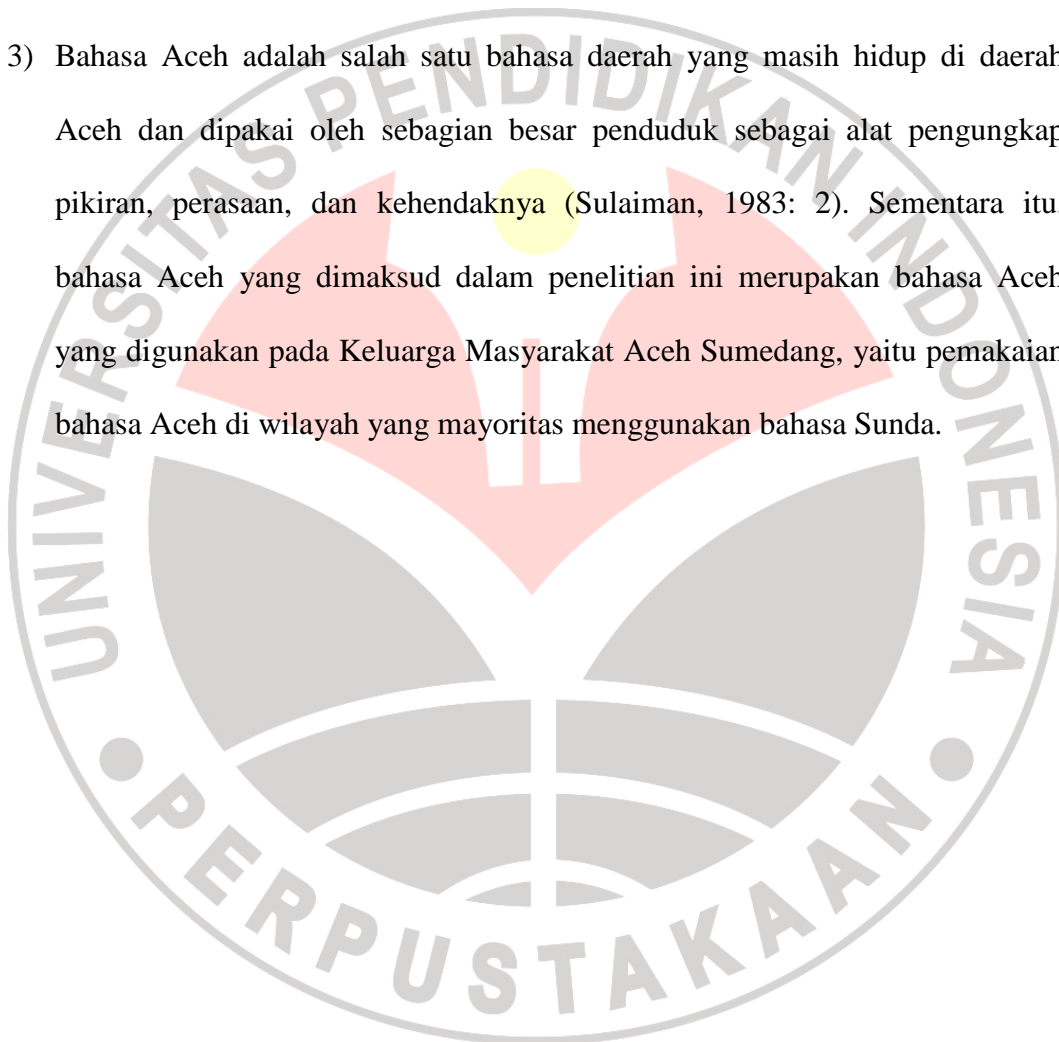 3) Bahasa Aceh adalah salah satu bahasa daerah yang masih hidup di daerah
Aceh dan dipakai oleh sebagian besar penduduk sebagai alat pengungkap
pikiran, perasaan, dan kehendaknya (Sulaiman, 1983: 2). Sementara itu,
bahasa Aceh yang dimaksud dalam penelitian ini merupakan bahasa Aceh
yang digunakan pada Keluarga Masyarakat Aceh Sumedang, yaitu pemakaian
bahasa Aceh di wilayah yang mayoritas menggunakan bahasa Sunda.
UNIVERSITAS PENDIDIKAN INDONESIA
PERPUSTAKAAN